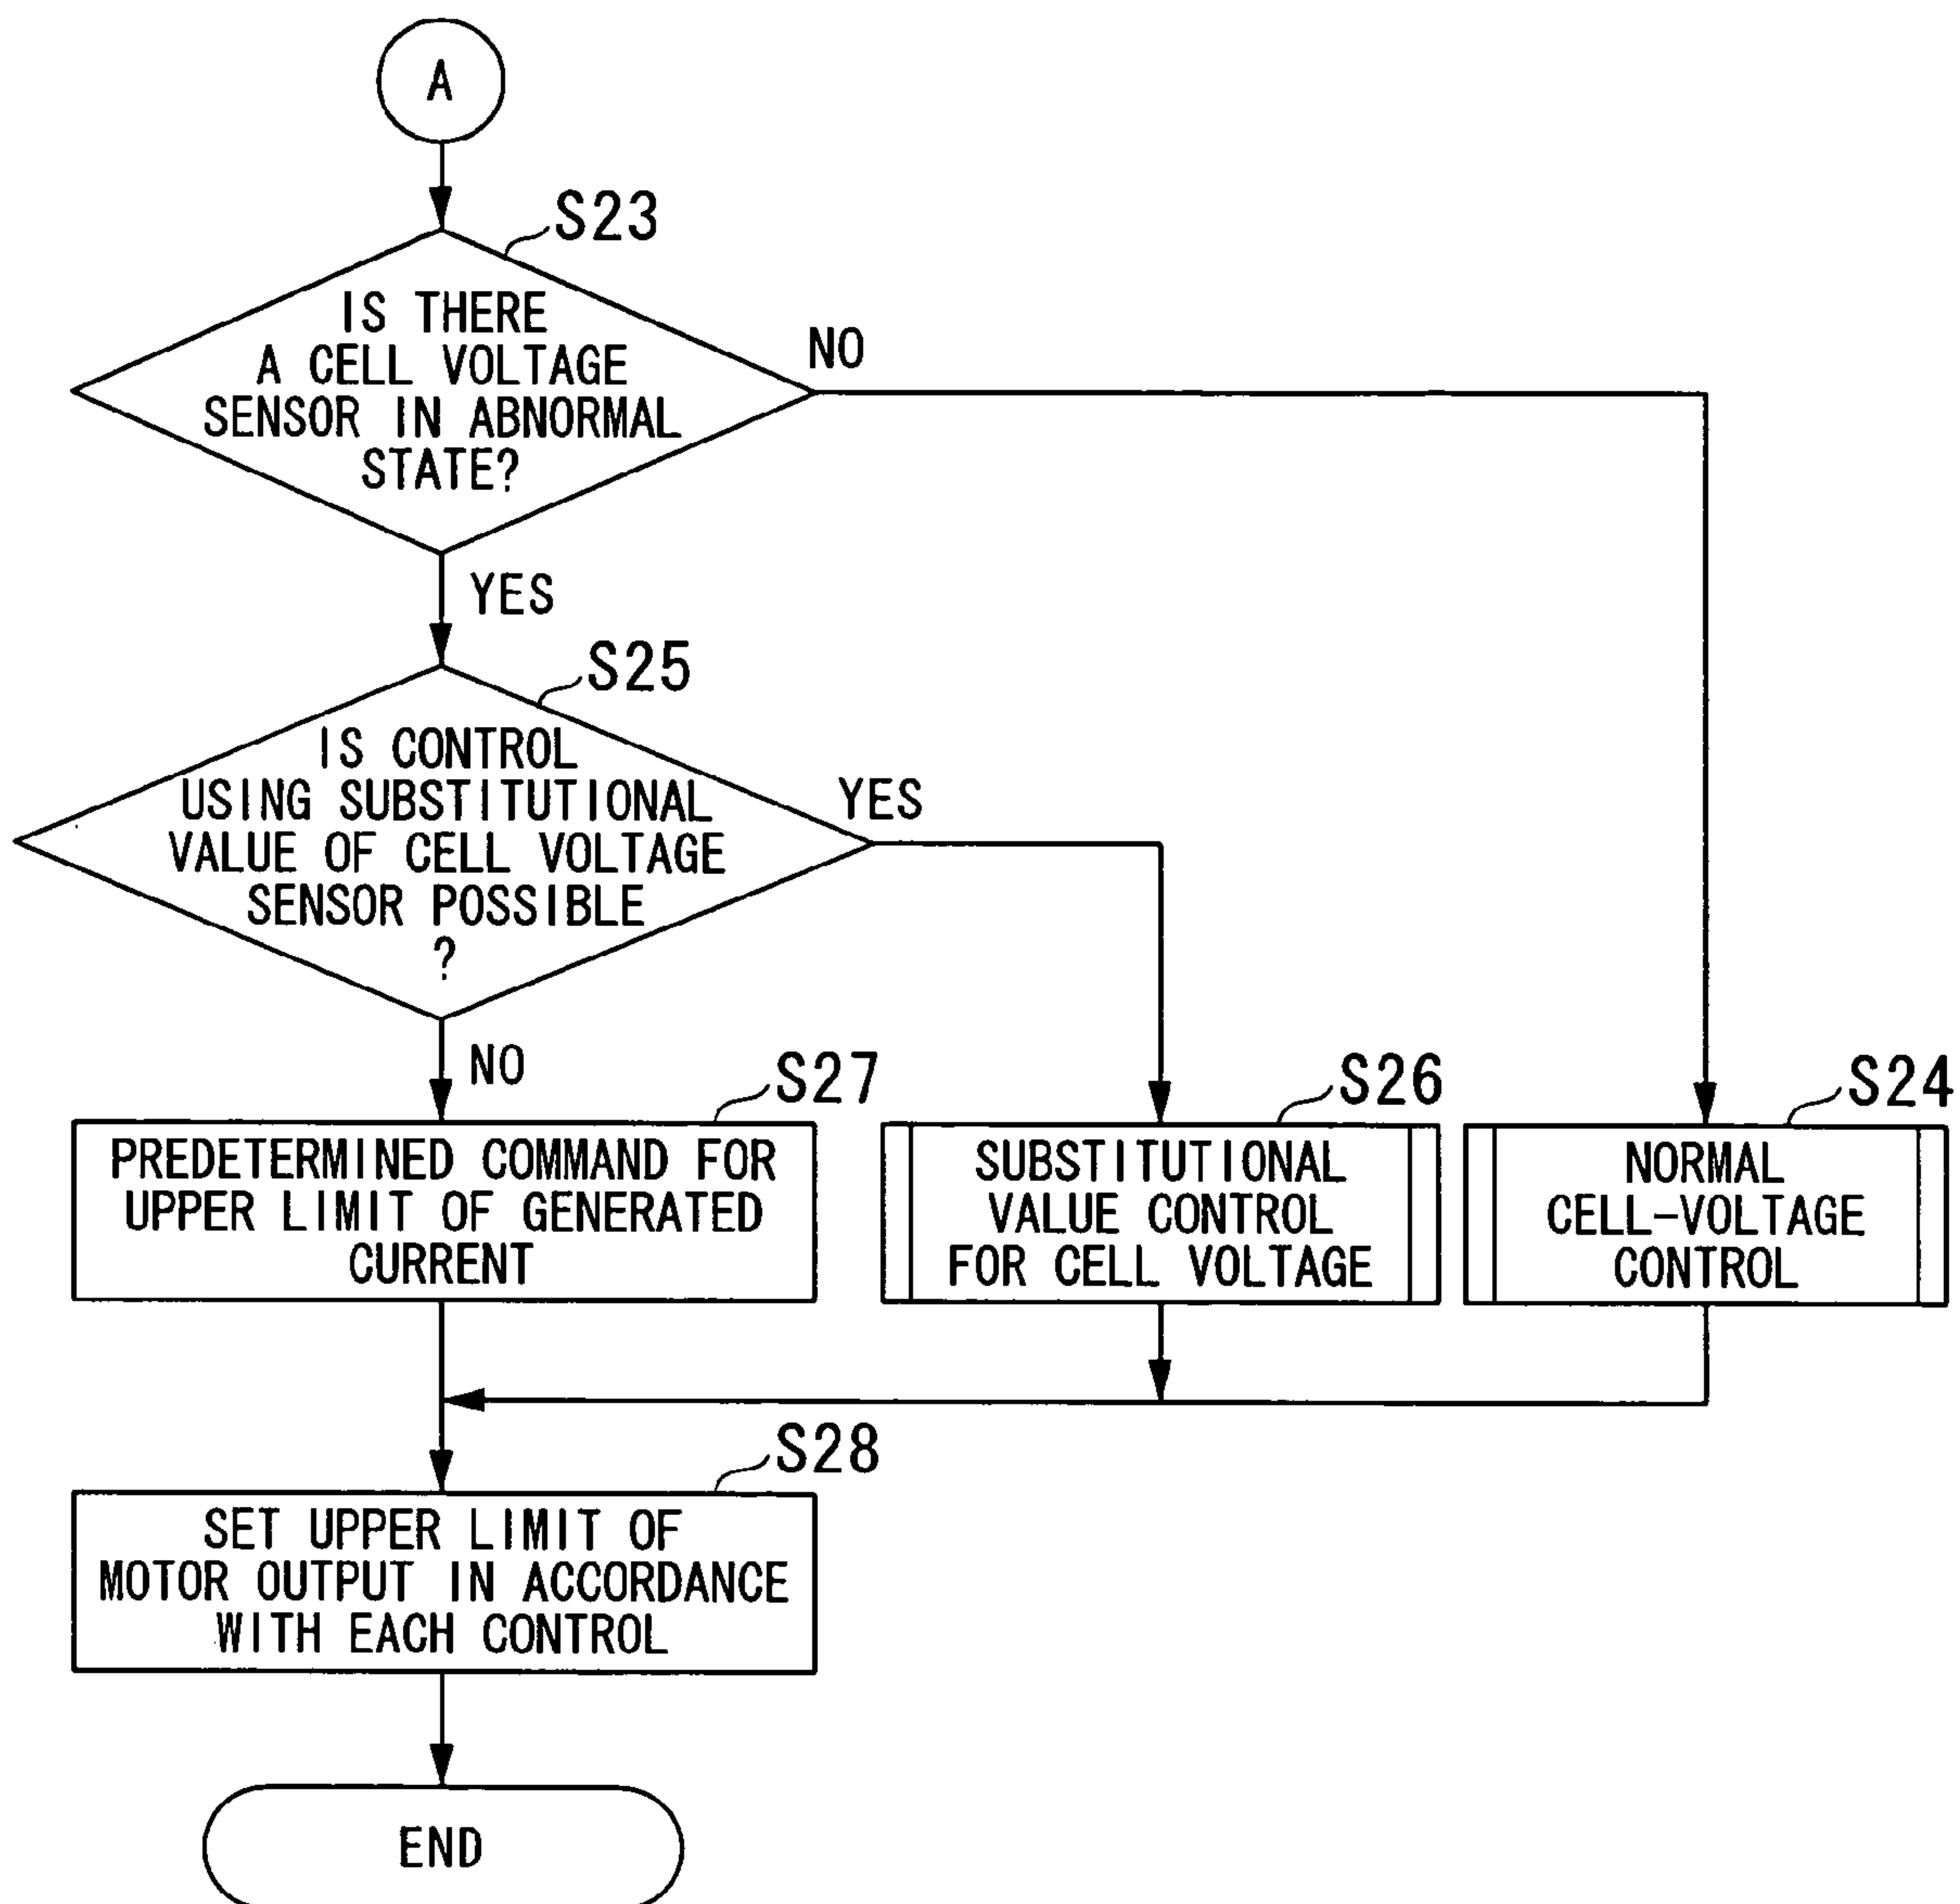 A
S23
IS THERE
A CELL VOLTAGE
SENSOR IN ABNORMAL
STATE?
NO
YES
S25
IS CONTROL
USING SUBSTITUTIONAL
VALUE OF CELL VOLTAGE
SENSOR POSSIBLE
?
YES
NO
S27
PREDETERMINED COMMAND FOR
UPPER LIMIT OF GENERATED
CURRENT
S26
SUBSTITUTIONAL
VALUE CONTROL
FOR CELL VOLTAGE
S24
NORMAL
CELL-VOLTAGE
CONTROL
S28
SET UPPER LIMIT OF
MOTOR OUTPUT IN ACCORDANCE
WITH EACH CONTROL
END